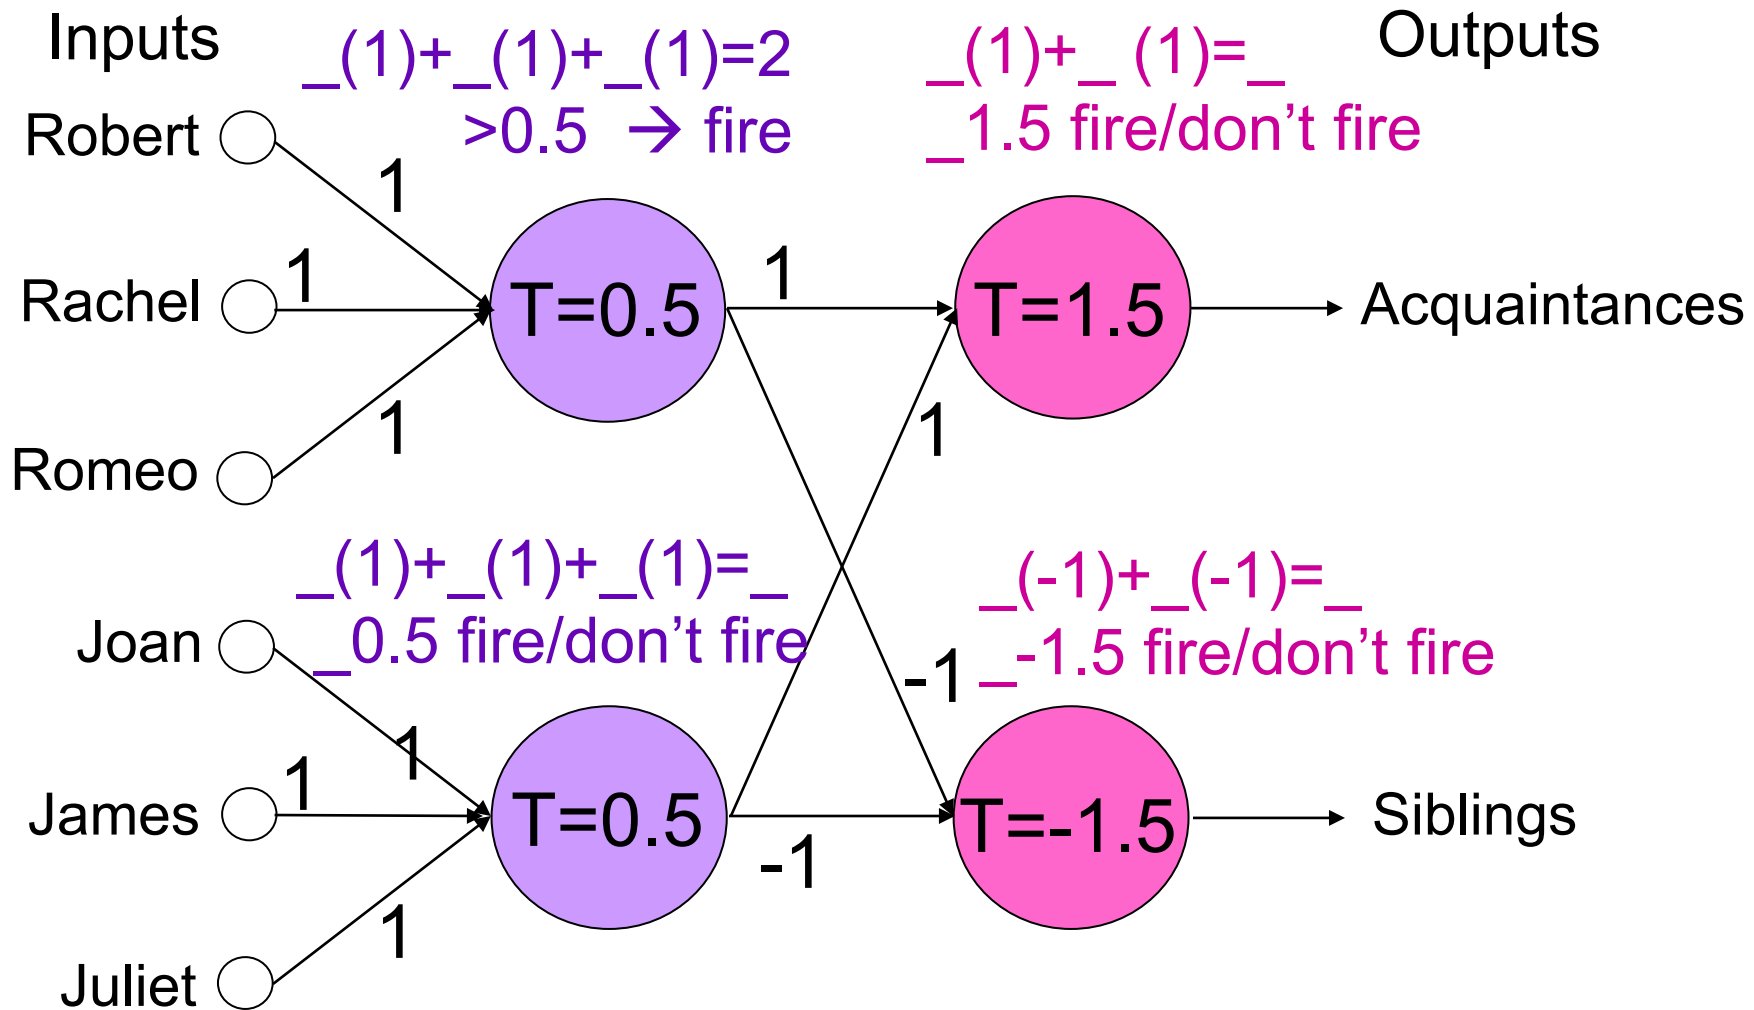 Inputs
_(1)+_(1)+_(1)=2
>0.5 → fire
_(1)+_ (1)=_
_1.5 fire/don’t fire
Outputs
Robert
1
Rachel
1
T=0.5
1
T=1.5
Acquaintances
Romeo
1
1
_(1)+_(1)+_(1)=_
_0.5 fire/don’t fire
_(-1)+_(-1)=_
_-1.5 fire/don’t fire
Joan
1
-1
James
1
T=0.5
-1
T=-1.5
Siblings
Juliet
1